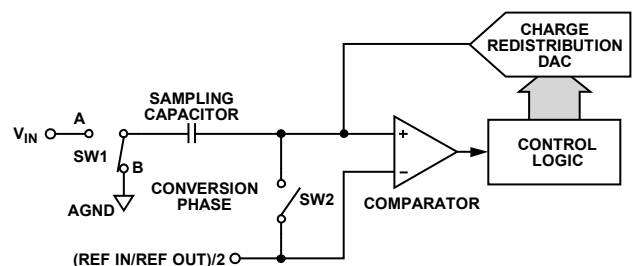 CHARGE
REDISTRIBUTION
DAC
SAMPLING
CAPACITOR
A
VIN
SW1
B
+
−
CONTROL
LOGIC
AGND
CONVERSION
PHASE
SW2
COMPARATOR
(REF IN/REF OUT)/2